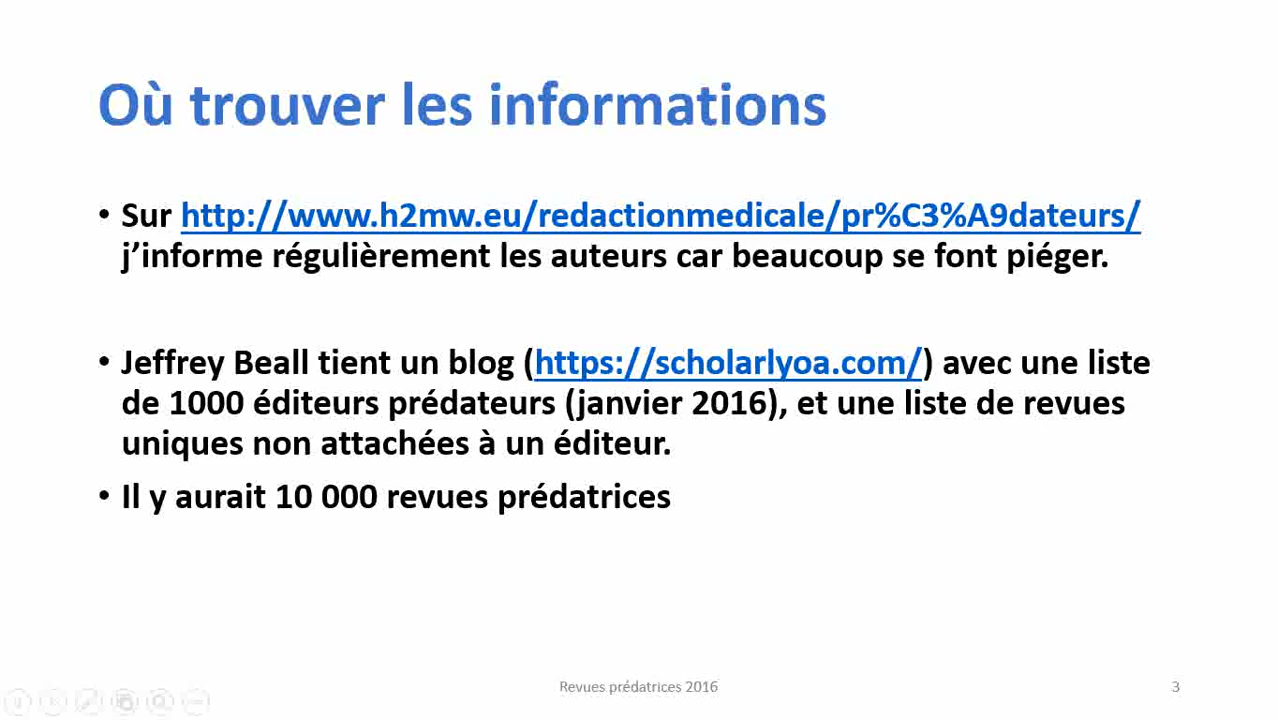 Où trouver les informations
• Sur http://www.h2mw.eu/redactionmedicale/pr%C3%A9dateurs/
j’informe régulièrement les auteurs car beaucoup se font piéger.
• Jeffrey Beall tient un blog (https://scholarlyoa.com/) avec une liste
de 1000 éditeurs prédateurs (janvier 2016), et une liste de revues
uniques non attachées à un éditeur.
• Il y aurait 10 000 revues prédatrices
Revues prédatrices 2016
3